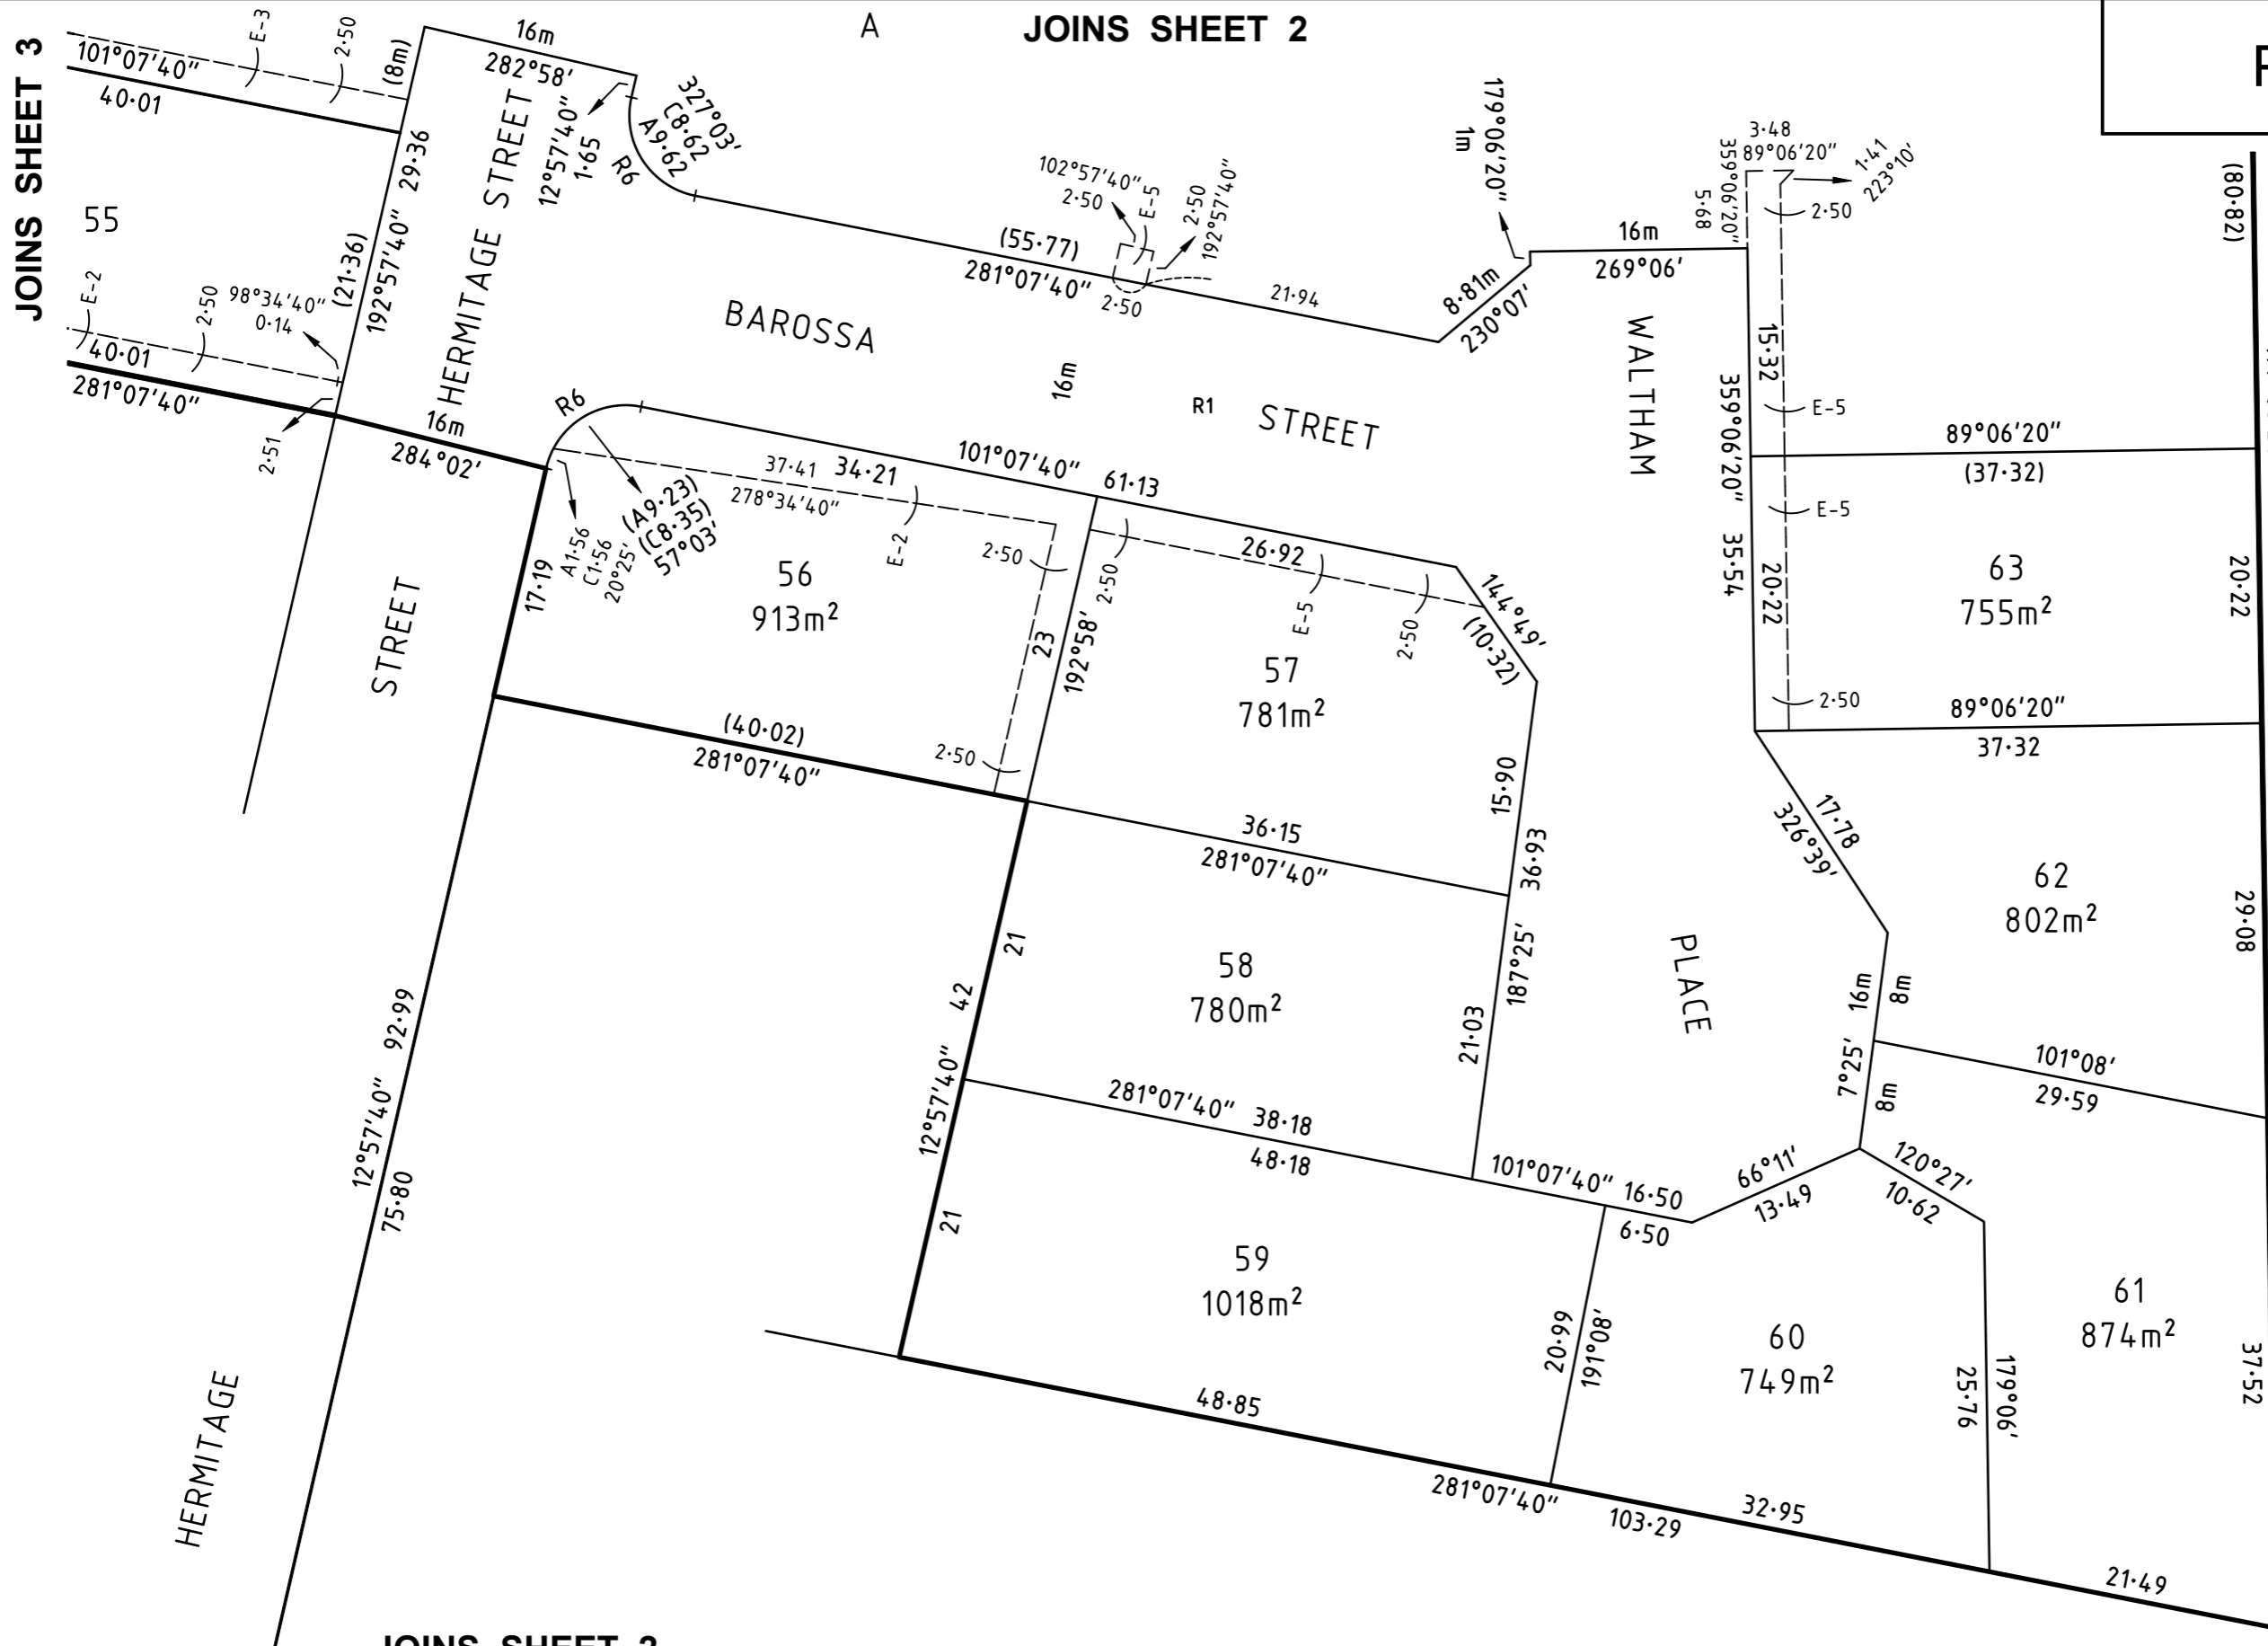 JOINS SHEET 3
JOINS SHEET 2
A
P
E-3
2·50
(8m)
101°07'40"
40·01
16m
282°58'
29·36
192°57'40"
(21·36)
HERMITAGE STREET
12°57'40"
1·65
327°03'
C8·62
A9·62
R6
55
E-2
2·50
98°34'40"
0·14
40·01
281°07'40"
2·51
16m
284°02'
BAROSSA
STREET
R1
16m
(55·77)
281°07'40"
102°57'40"
2·50
E-5
2·50
192°57'40"
2·50
21·94
8·81m
230°07'
179°06'20"
1m
16m
269°06'
359°06'20"
5·68
3·48
89°06'20"
1·41
223°10'
2·50
(80·82)
WALTHAM
15·32
E-5
359°06'20"
35·54
89°06'20"
(37·32)
E-5
63
755m²
20·22
20·22
2·50
89°06'20"
37·32
R6
37·41
34·21
278°34'40"
101°07'40"
61·13
(A9·23)
(C8·35)
57°03'
A1·56
C1·56
20°25'
17·19
56
913m²
E-2
2·50
23
192°58'
2·50
26·92
E-5
2·50
144°49'
(10·32)
57
781m²
15·90
STREET
(40·02)
281°07'40"
2·50
36·15
281°07'40"
36·93
187°25'
17·78
326°39'
62
802m²
29·08
21
42
12°57'40"
58
780m²
21·03
PLACE
16m
8m
7°25'
8m
101°08'
29·59
92·99
12°57'40"
75·80
281°07'40"
38·18
48·18
101°07'40"
16·50
6·50
66°11'
13·49
120°27'
10·62
21
59
1018m²
20·99
191°08'
60
749m²
25·76
179°06'
61
874m²
37·52
HERMITAGE
48·85
281°07'40"
103·29
32·95
21·49
JOINS SHEET 2